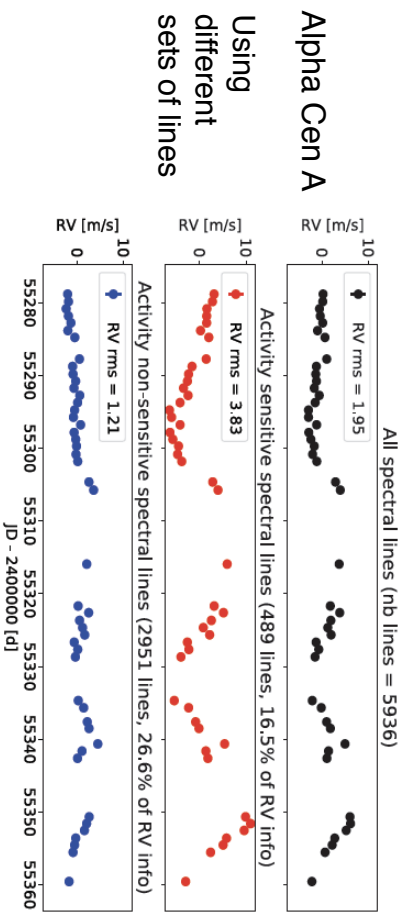 Alpha Cen A
Using
different
sets of lines
All spectral lines (nb lines = 5936)
RV [m/s]
10
0
RV rms = 1.95
Activity sensitive spectral lines (489 lines, 16.5% of RV info)
RV [m/s]
10
0
RV rms = 3.83
Activity non-sensitive spectral lines (2951 lines, 26.6% of RV info)
RV [m/s]
10
0
RV rms = 1.21
55280 55290 55300 55310 55320 55330 55340 55350 55360
JD - 2400000 [d]